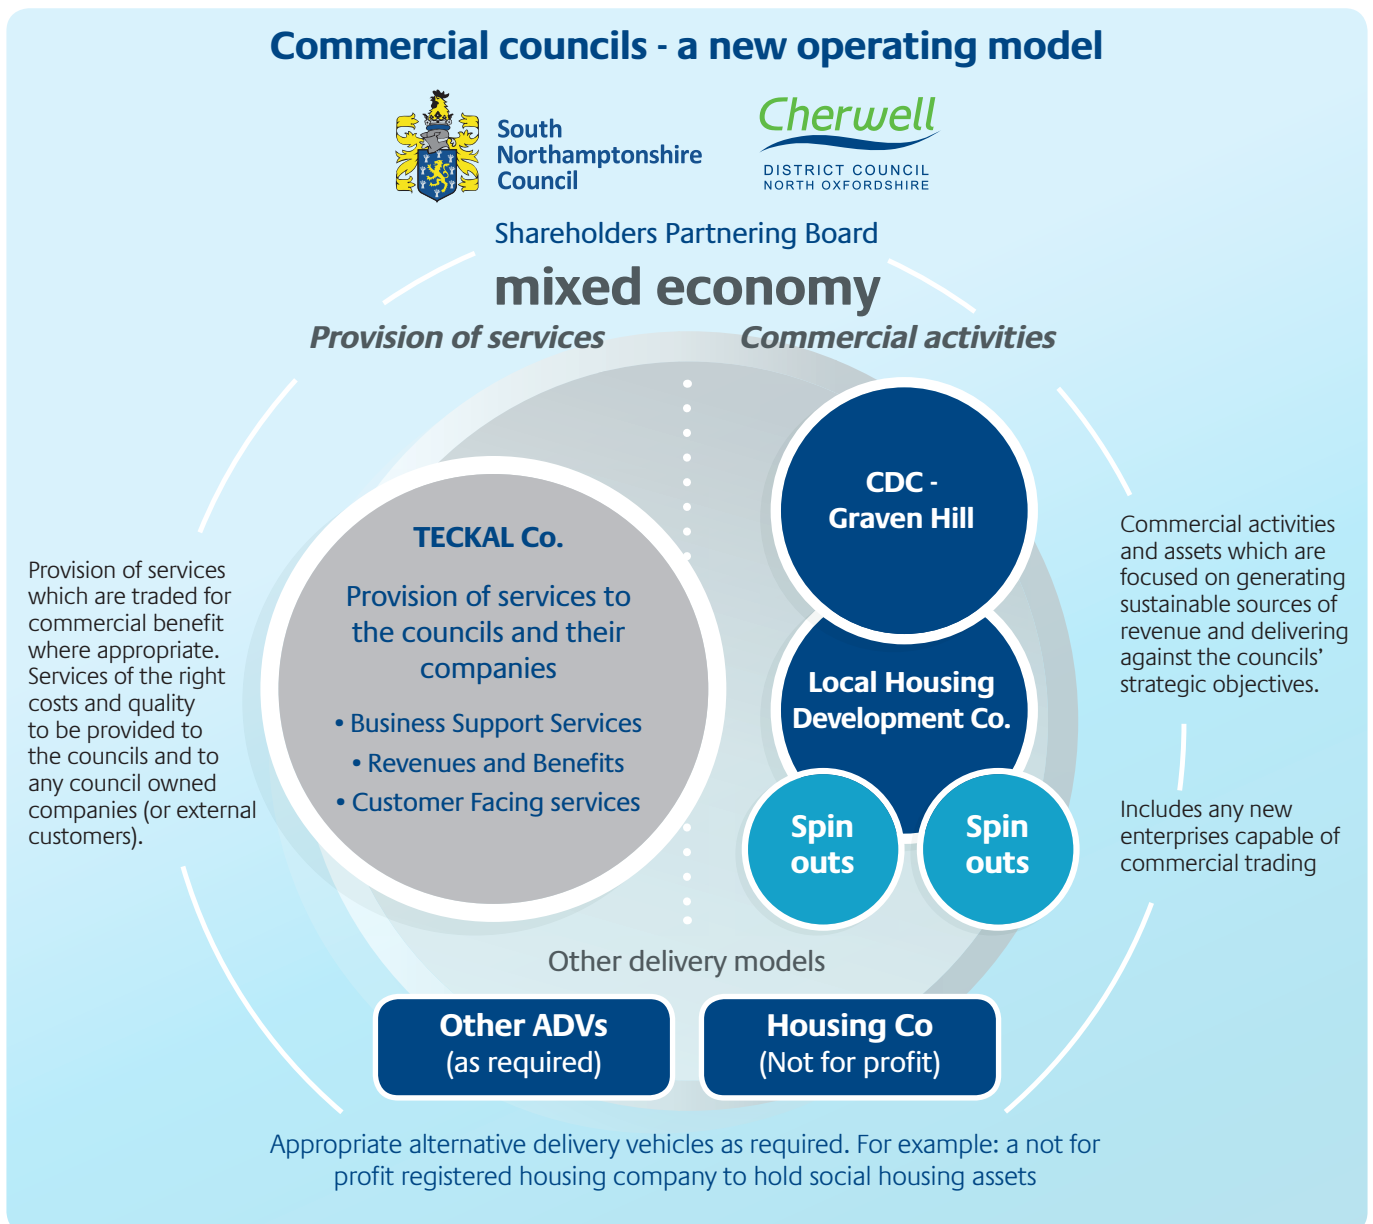 Commercial councils - a new operating model
South
Northamptonshire
Council
Cherwell
DISTRICT COUNCIL
NORTH OXFORDSHIRE
Shareholders Partnering Board
mixed economy
Provision of services
Commercial activities
Provision of services
which are traded for
commercial benefit
where appropriate.
Services of the right
costs and quality
to be provided to
the councils and to
any council owned
companies (or external
customers).
TECKAL Co.
Provision of services to
the councils and their
companies
• Business Support Services
• Revenues and Benefits
• Customer Facing services
CDC -
Graven Hill
Local Housing
Development Co.
Spin
outs
Spin
outs
Commercial activities
and assets which are
focused on generating
sustainable sources of
revenue and delivering
against the councils’
strategic objectives.
Includes any new
enterprises capable of
commercial trading
Other delivery models
Other ADVs
(as required)
Housing Co
(Not for profit)
Appropriate alternative delivery vehicles as required. For example: a not for
profit registered housing company to hold social housing assets